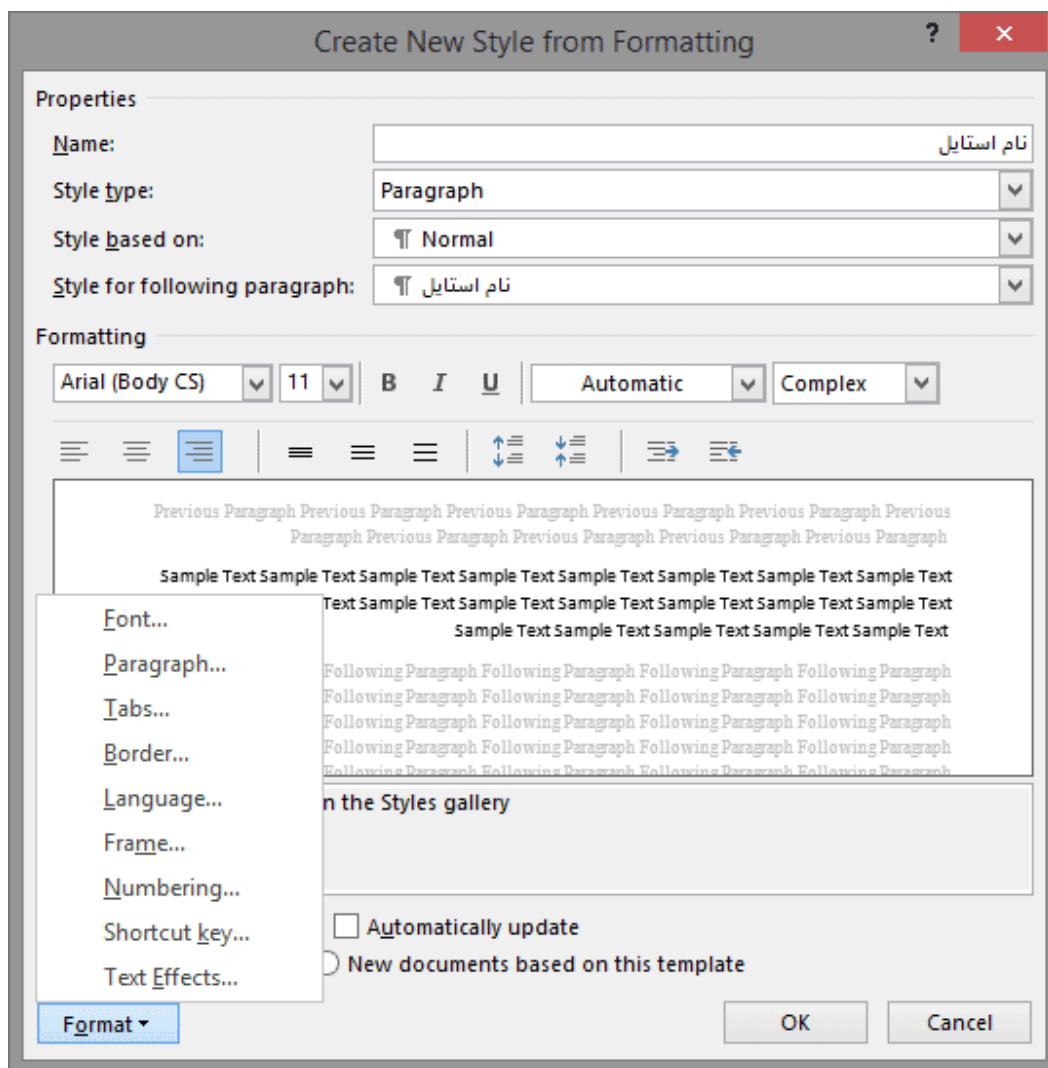 Create New Style from Formatting ? ×
Properties
Name: نام استایل
Style type: Paragraph
Style based on: ¶ Normal
Style for following paragraph: ¶ نام استایل
Formatting
Arial (Body CS) 11 B I U Automatic Complex
Previous Paragraph Previous Paragraph Previous Paragraph Previous Paragraph Previous Paragraph Previous
Paragraph Previous Paragraph Previous Paragraph Previous Paragraph Previous Paragraph
Sample Text Sample Text Sample Text Sample Text Sample Text Sample Text Sample Text Sample Text
Text Sample Text Sample Text Sample Text Sample Text Sample Text Sample Text
Sample Text Sample Text Sample Text Sample Text Sample Text
Following Paragraph Following Paragraph Following Paragraph Following Paragraph
Following Paragraph Following Paragraph Following Paragraph Following Paragraph
Following Paragraph Following Paragraph Following Paragraph Following Paragraph
Following Paragraph Following Paragraph Following Paragraph Following Paragraph
Following Paragraph Following Paragraph Following Paragraph Following Paragraph
n the Styles gallery
Automatically update
New documents based on this template
Font...
Paragraph...
Tabs...
Border...
Language...
Frame...
Numbering...
Shortcut key...
Text Effects...
Format OK Cancel